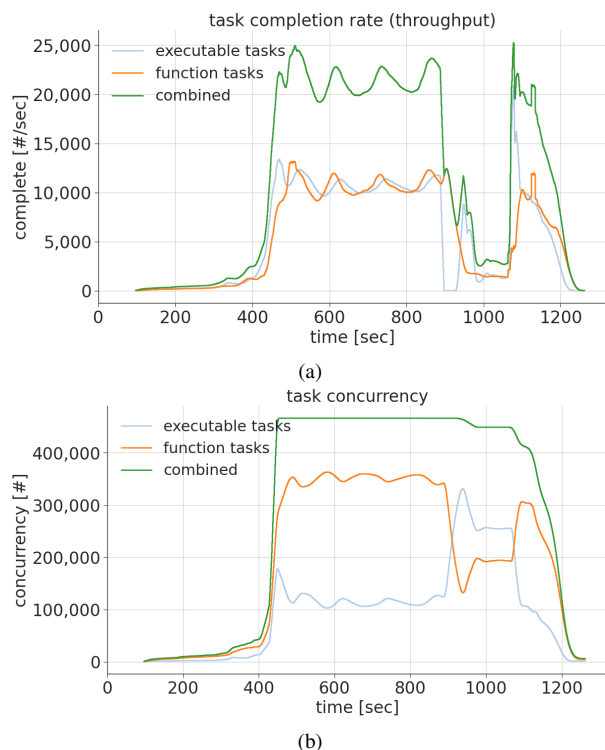 task completion rate (throughput)
25,000
executable tasks
function tasks
20,000
combined
15,000
10,000
5,000
0
complete [#/sec]
0
200
400
600
800
1000
1200
time [sec]
(a)
task concurrency
executable tasks
function tasks
400,000
combined
300,000
200,000
100,000
0
concurrency [#]
0
200
400
600
800
1000
1200
time [sec]
(b)